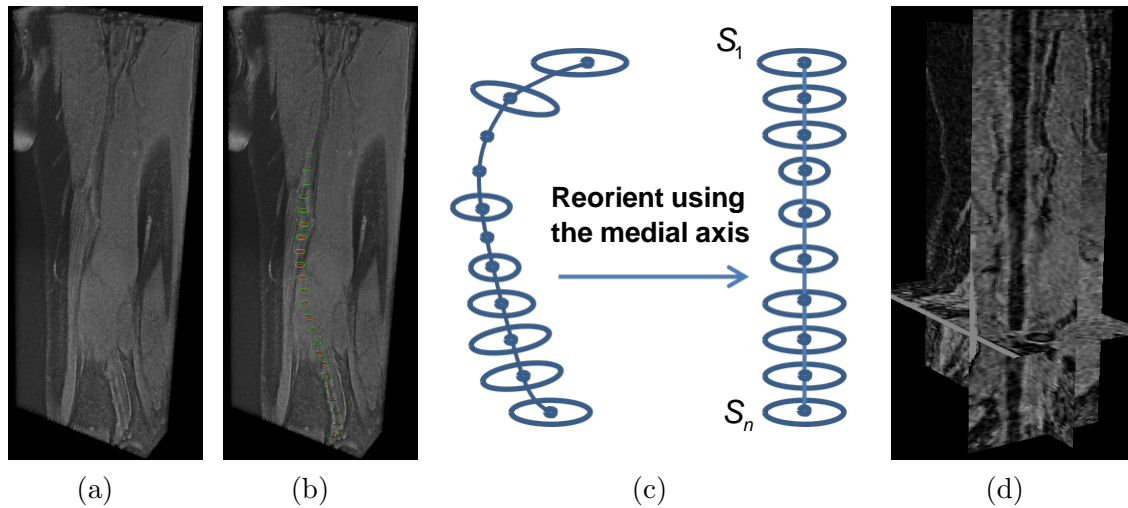 S₁
Reorient using
the medial axis
Sₙ
(a) (b) (c) (d)